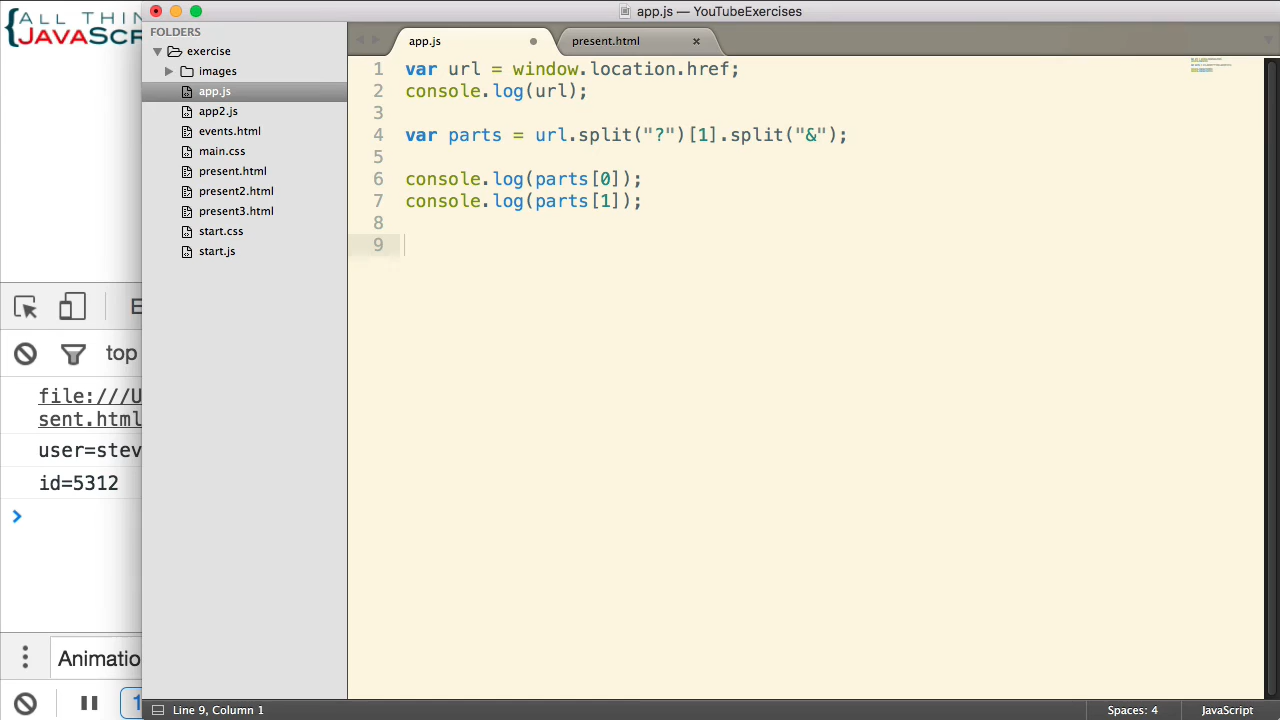 ALL THIN
JAVASCR
app.js — YouTubeExercises
FOLDERS
exercise
images
app.js
app2.js
events.html
main.css
present.html
present2.html
present3.html
start.css
start.js
app.js
present.html
1 var url = window.location.href;
2 console.log(url);
3
4 var parts = url.split("?")[1].split("&");
5
6 console.log(parts[0]);
7 console.log(parts[1]);
8
9
top
file:///U
sent.html
user=stev
id=5312
Animatio
Line 9, Column 1
Spaces: 4
JavaScript